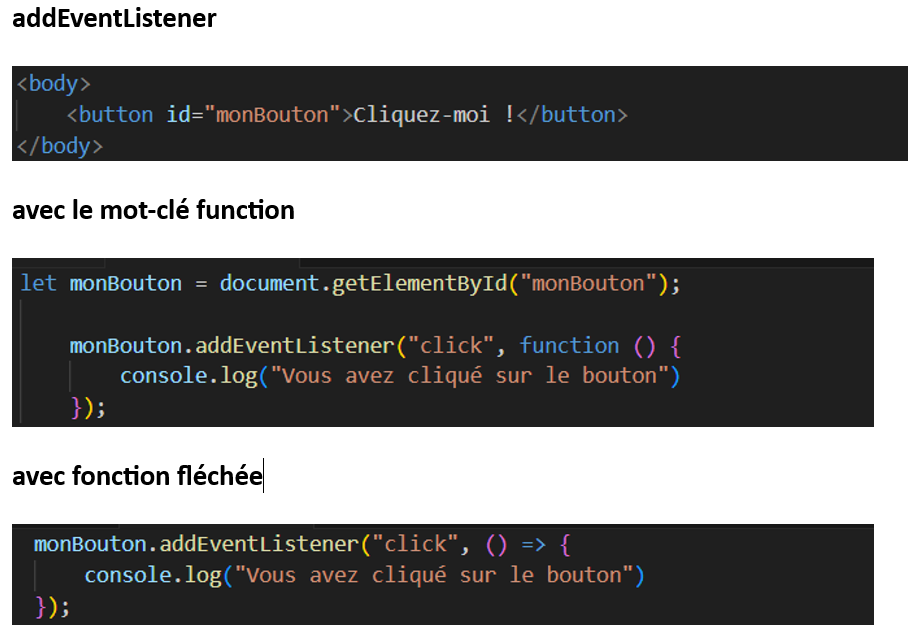 addEventListener
<body>
    <button id="monBouton">Cliquez-moi !</button>
</body>
avec le mot-clé function
let monBouton = document.getElementById("monBouton");
    monBouton.addEventListener("click", function () {
        console.log("Vous avez cliqué sur le bouton")
    });
avec fonction fléchée
monBouton.addEventListener("click", () => {
    console.log("Vous avez cliqué sur le bouton")
});